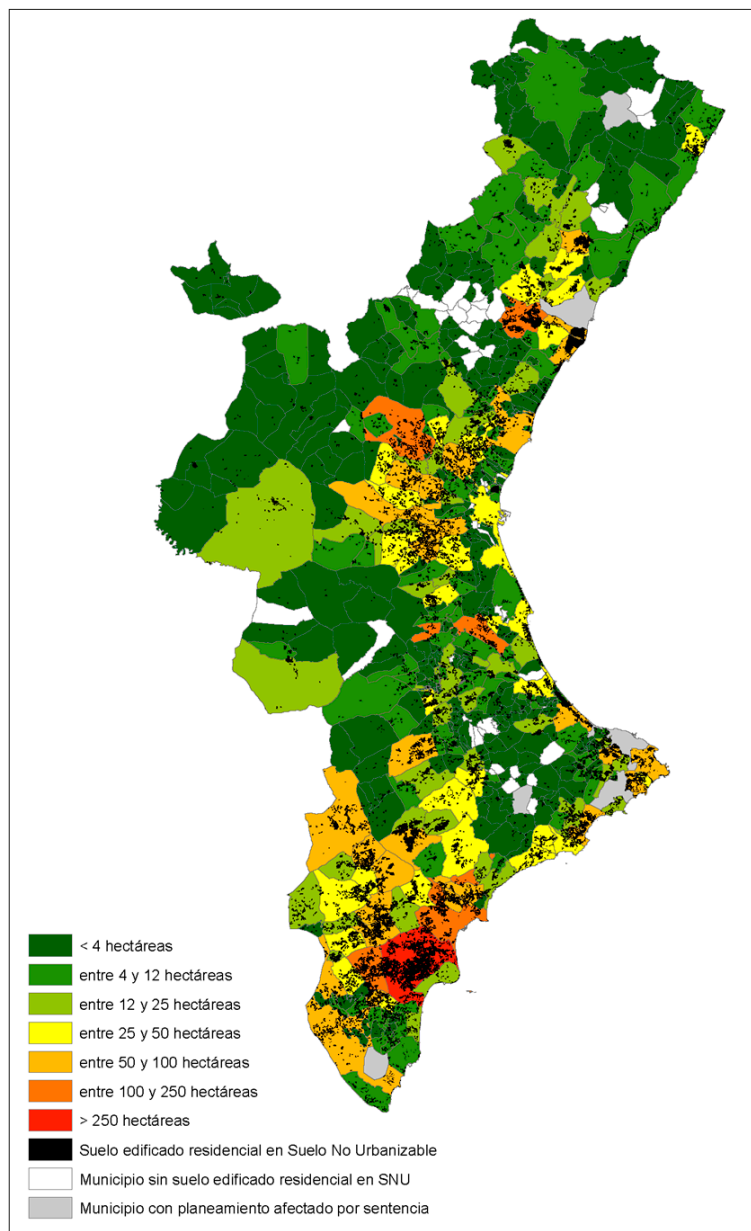 < 4 hectáreas
entre 4 y 12 hectáreas
entre 12 y 25 hectáreas
entre 25 y 50 hectáreas
entre 50 y 100 hectáreas
entre 100 y 250 hectáreas
> 250 hectáreas
Suelo edificado residencial en Suelo No Urbanizable
Municipio sin suelo edificado residencial en SNU
Municipio con planeamiento afectado por sentencia